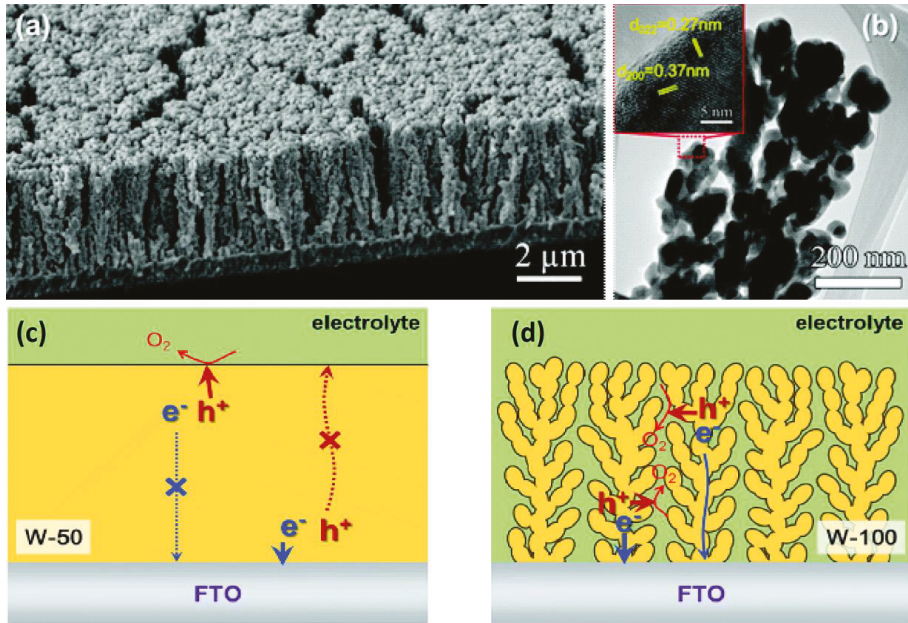 (a)
2 µm
(b)
d₀₂₂=0.27nm
d₂₀₀=0.37nm
5 nm
200 nm
(c)
electrolyte
O₂
e⁻ h⁺
e⁻ h⁺
W-50
FTO
(d)
electrolyte
h⁺
e⁻
O₂
O₂
h⁺
e⁻
W-100
FTO